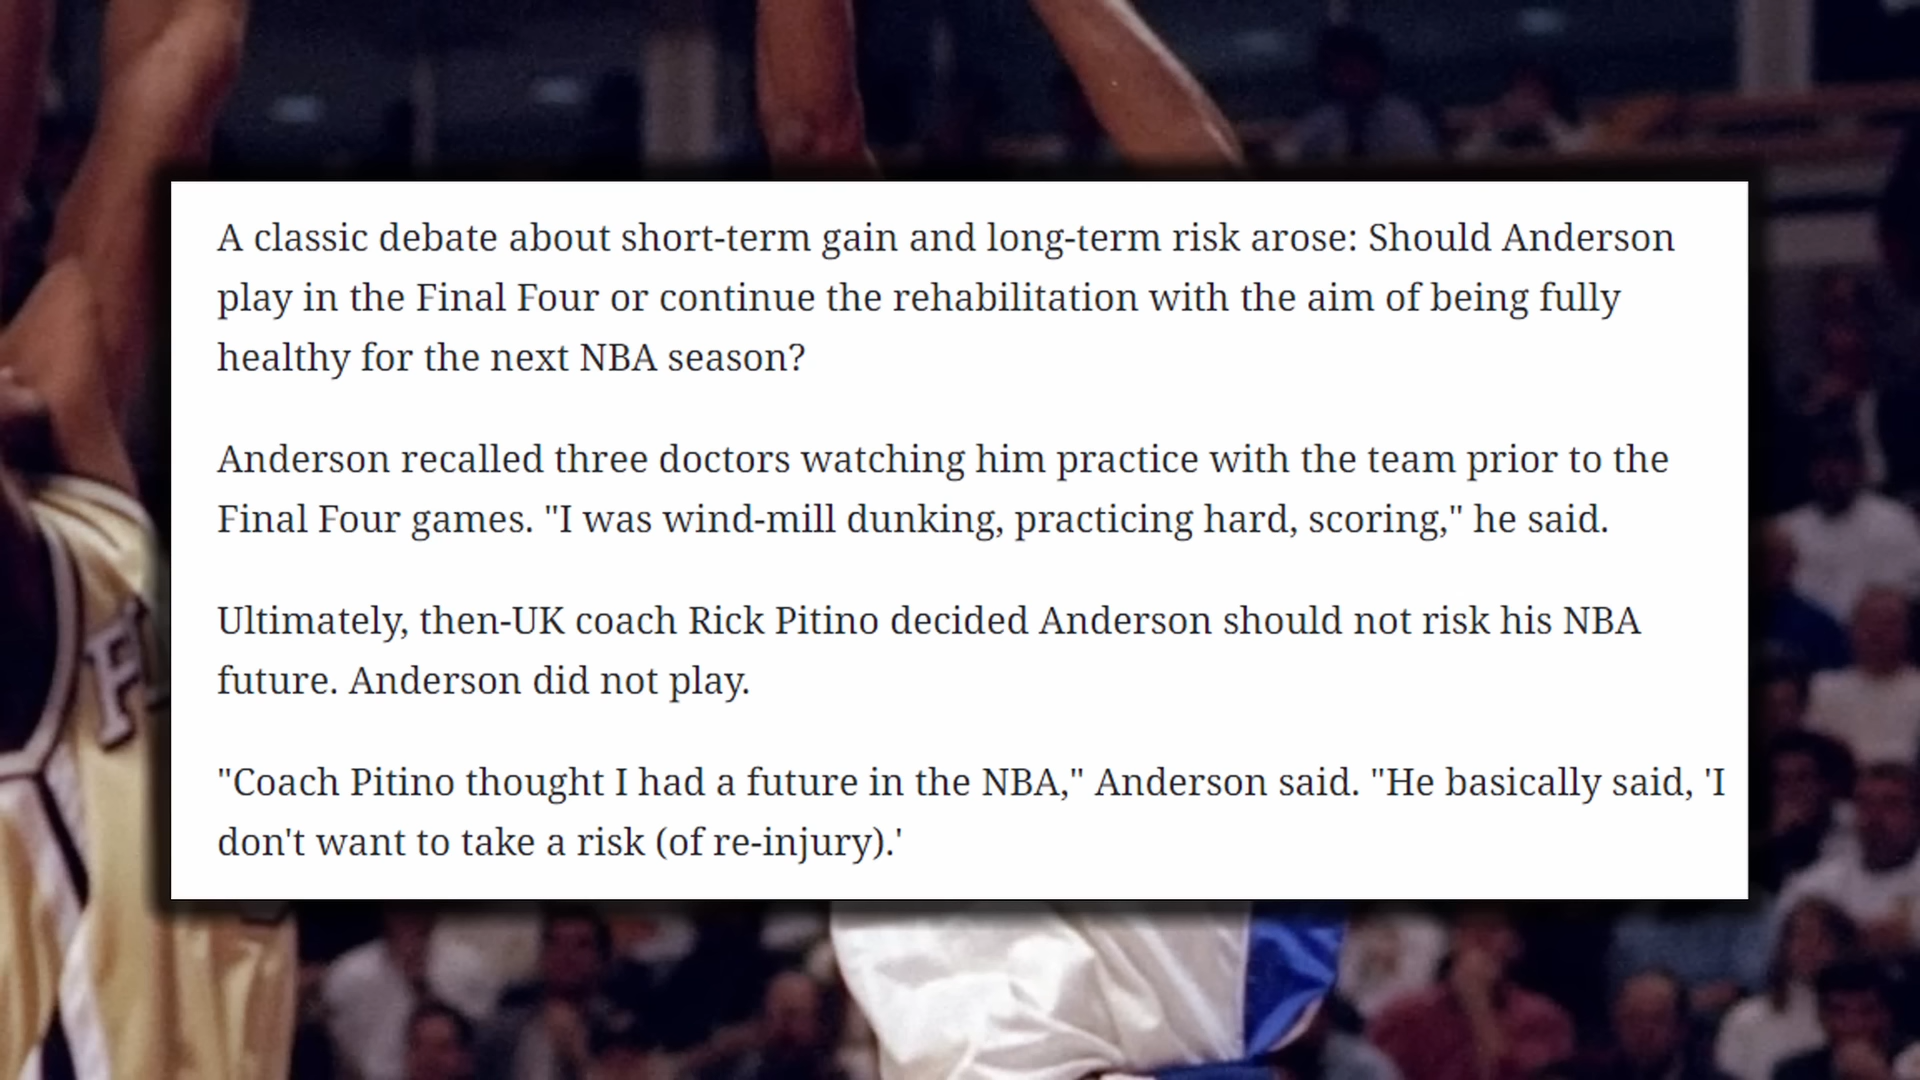 A classic debate about short-term gain and long-term risk arose: Should Anderson
play in the Final Four or continue the rehabilitation with the aim of being fully
healthy for the next NBA season?
Anderson recalled three doctors watching him practice with the team prior to the
Final Four games. "I was wind-mill dunking, practicing hard, scoring," he said.
Ultimately, then-UK coach Rick Pitino decided Anderson should not risk his NBA
future. Anderson did not play.
"Coach Pitino thought I had a future in the NBA," Anderson said. "He basically said, 'I
don't want to take a risk (of re-injury).'